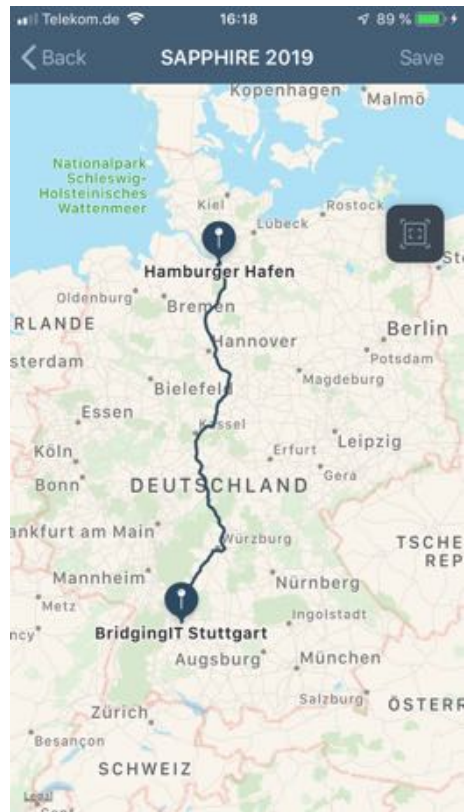 Telekom.de 16:18 89 %
Back SAPPHIRE 2019 Save
Kopenhagen
Malmö
Nationalpark
Schleswig-
Holsteinisches
Wattenmeer
Kiel
Rostock
Lübeck
Hamburger Hafen
Oldenburg
Bremen
RLANDE
Berlin
Hannover
sterdam
Potsdam
Magdeburg
Bielefeld
Essen
Kassel
Leipzig
Köln
Erfurt
Bonn
DEUTSCHLAND
Gera
ankfurt am Main
Würzburg
TSCHE
REP
Mannheim
Nürnberg
Metz
Ingolstadt
ncy
BridgingIT Stuttgart
Augsburg
München
Salzburg
ÖSTERR
Zürich
Besançon
SCHWEIZ
Legal